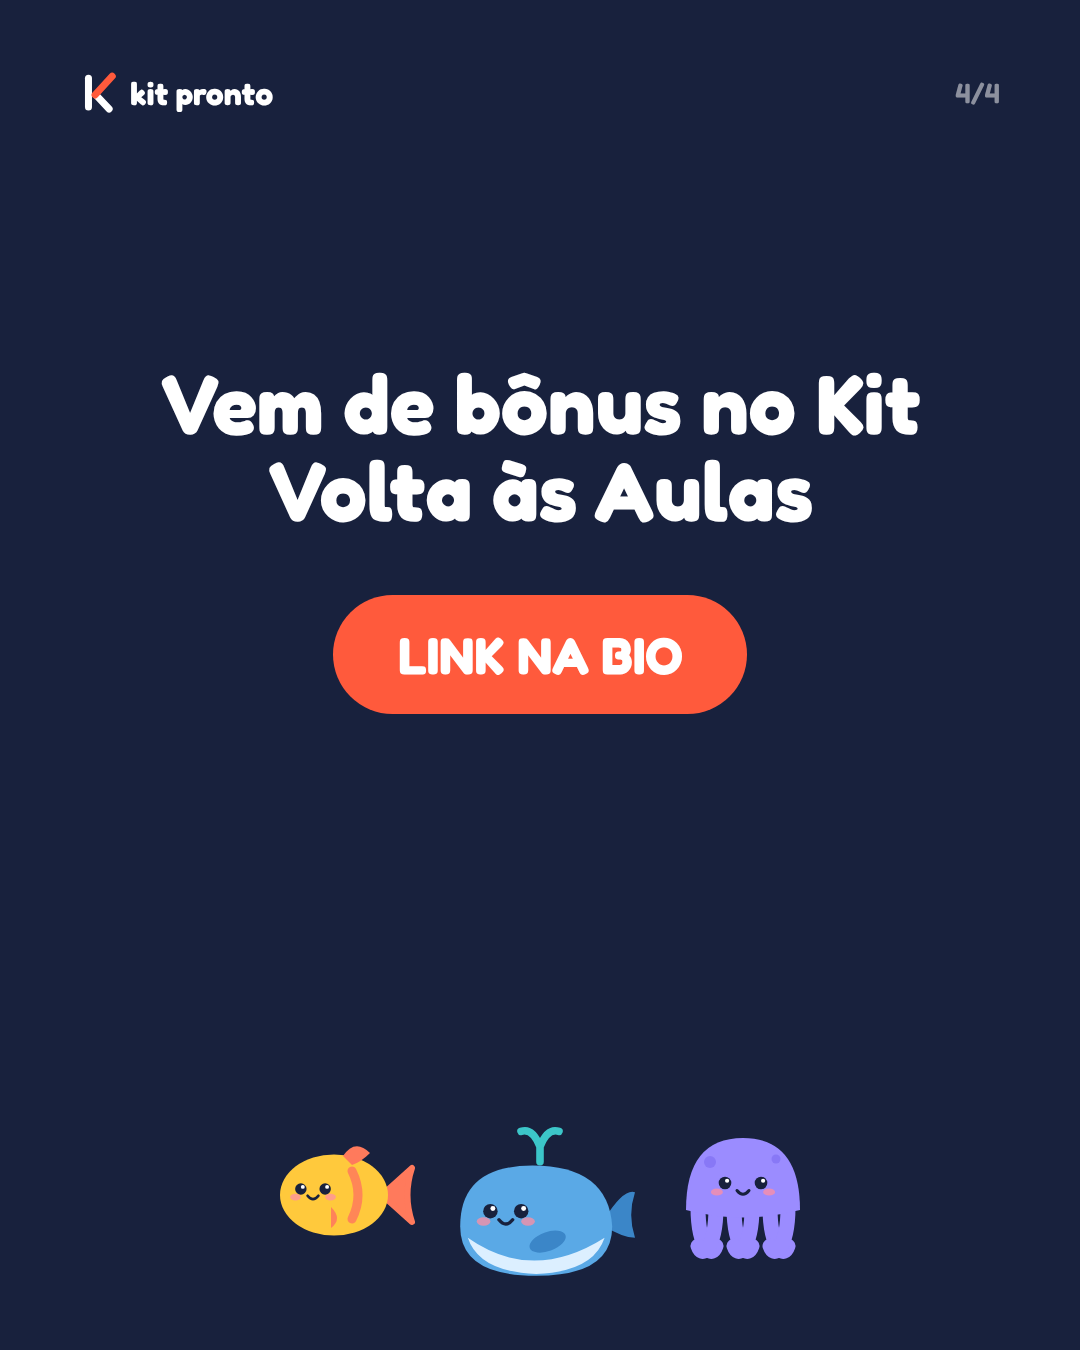 kit pronto
4/4
Vem de bônus no Kit
Volta às Aulas
LINK NA BIO